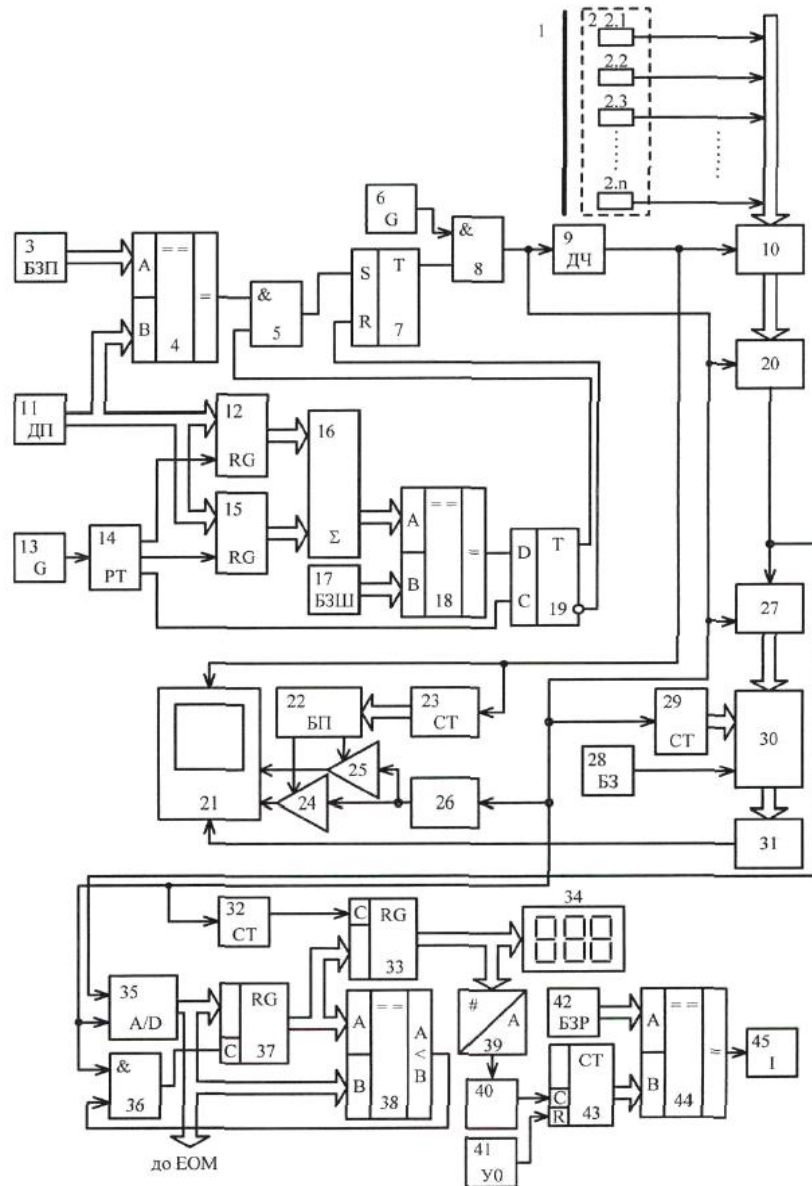 1
2 2.1
2.2
2.3
2.n
3
БЗП
A
B
==
=
4
&
5
6
G
S
R
T
7
&
8
9
ДЧ
10
20
11
ДП
12
RG
13
G
14
РТ
15
RG
16
Σ
17
БЗШ
A
B
==
=
18
D
C
T
19
21
22
БП
23
СТ
24
25
26
27
28
БЗ
29
СТ
30
31
32
СТ
C
RG
33
34
35
A/D
&
36
RG
C
37
A
B
==
A
<
B
38
до ЕОМ
#
A
39
40
41
У0
42
БЗР
СТ
C
R
43
A
B
==
=
44
45
I